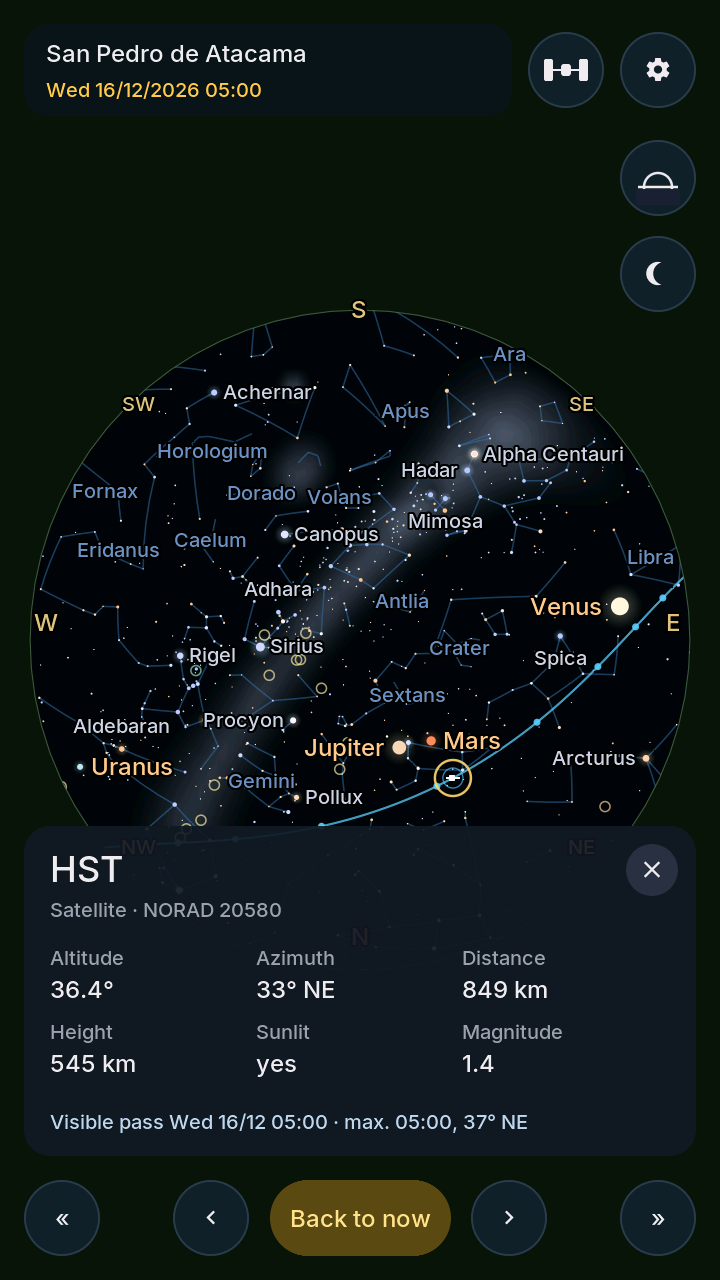 San Pedro de Atacama
Wed 16/12/2026 05:00
S
Ara
Achernar
SW
Apus
SE
Horologium
Alpha Centauri
Hadar
Fornax
Dorado
Volans
Mimosa
Canopus
Caelum
Eridanus
Libra
Adhara
Antlia
Venus
W
E
Sirius
Crater
Rigel
Spica
Sextans
Procyon
Aldebaran
Jupiter
Mars
Arcturus
Uranus
Gemini
Pollux
NW
NE
HST
Satellite · NORAD 20580
N
Altitude
Azimuth
Distance
36.4°
33° NE
849 km
Height
Sunlit
Magnitude
545 km
yes
1.4
Visible pass Wed 16/12 05:00 · max. 05:00, 37° NE
«
‹
Back to now
›
»